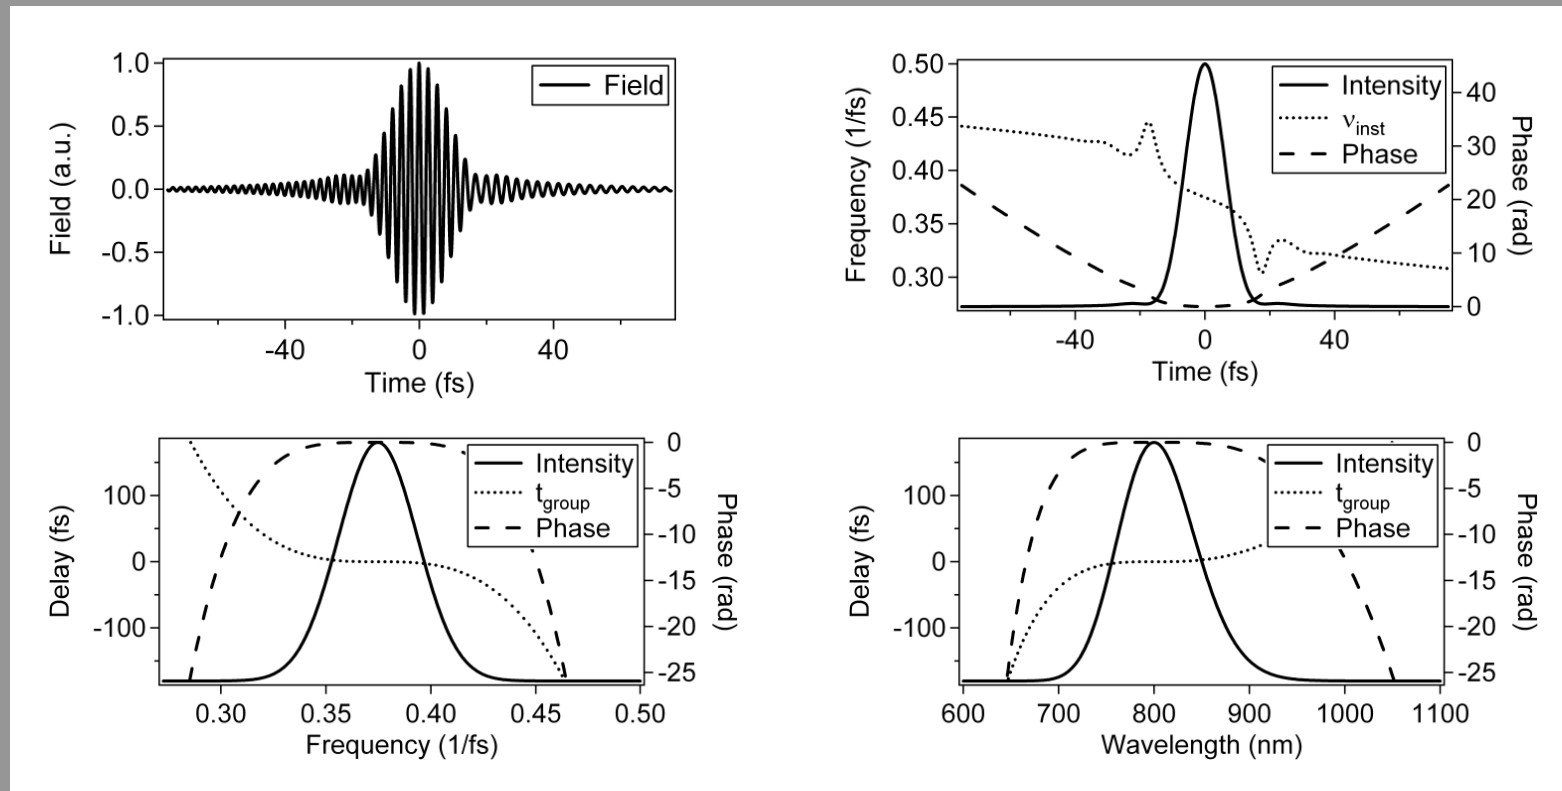 1.0
0.5
0.0
-0.5
-1.0
Field (a.u.)
Field
-40
0
40
Time (fs)
0.50
0.45
0.40
0.35
0.30
Frequency (1/fs)
Intensity
νinst
Phase
40
30
20
10
0
Phase (rad)
-40
0
40
Time (fs)
100
0
-100
Delay (fs)
Intensity
tgroup
Phase
0
-5
-10
-15
-20
-25
Phase (rad)
0.30
0.35
0.40
0.45
0.50
Frequency (1/fs)
100
0
-100
Delay (fs)
Intensity
tgroup
Phase
0
-5
-10
-15
-20
-25
Phase (rad)
600
700
800
900
1000
1100
Wavelength (nm)